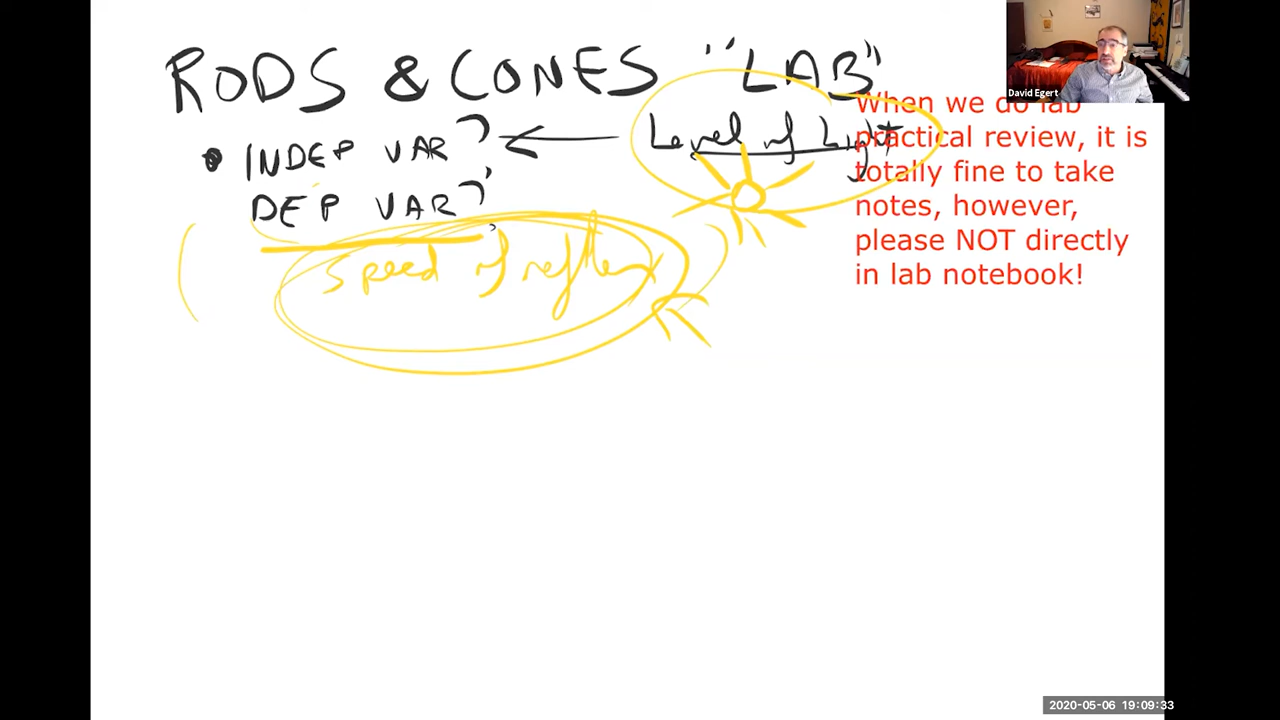 RODS & CONES "LAB"
Level of Light
• INDEP VAR?
DEP VAR?
Speed of reflex
When we do lab
practical review, it is
totally fine to take
notes, however,
please NOT directly
in lab notebook!
David Egert
2020-05-06 19:09:33